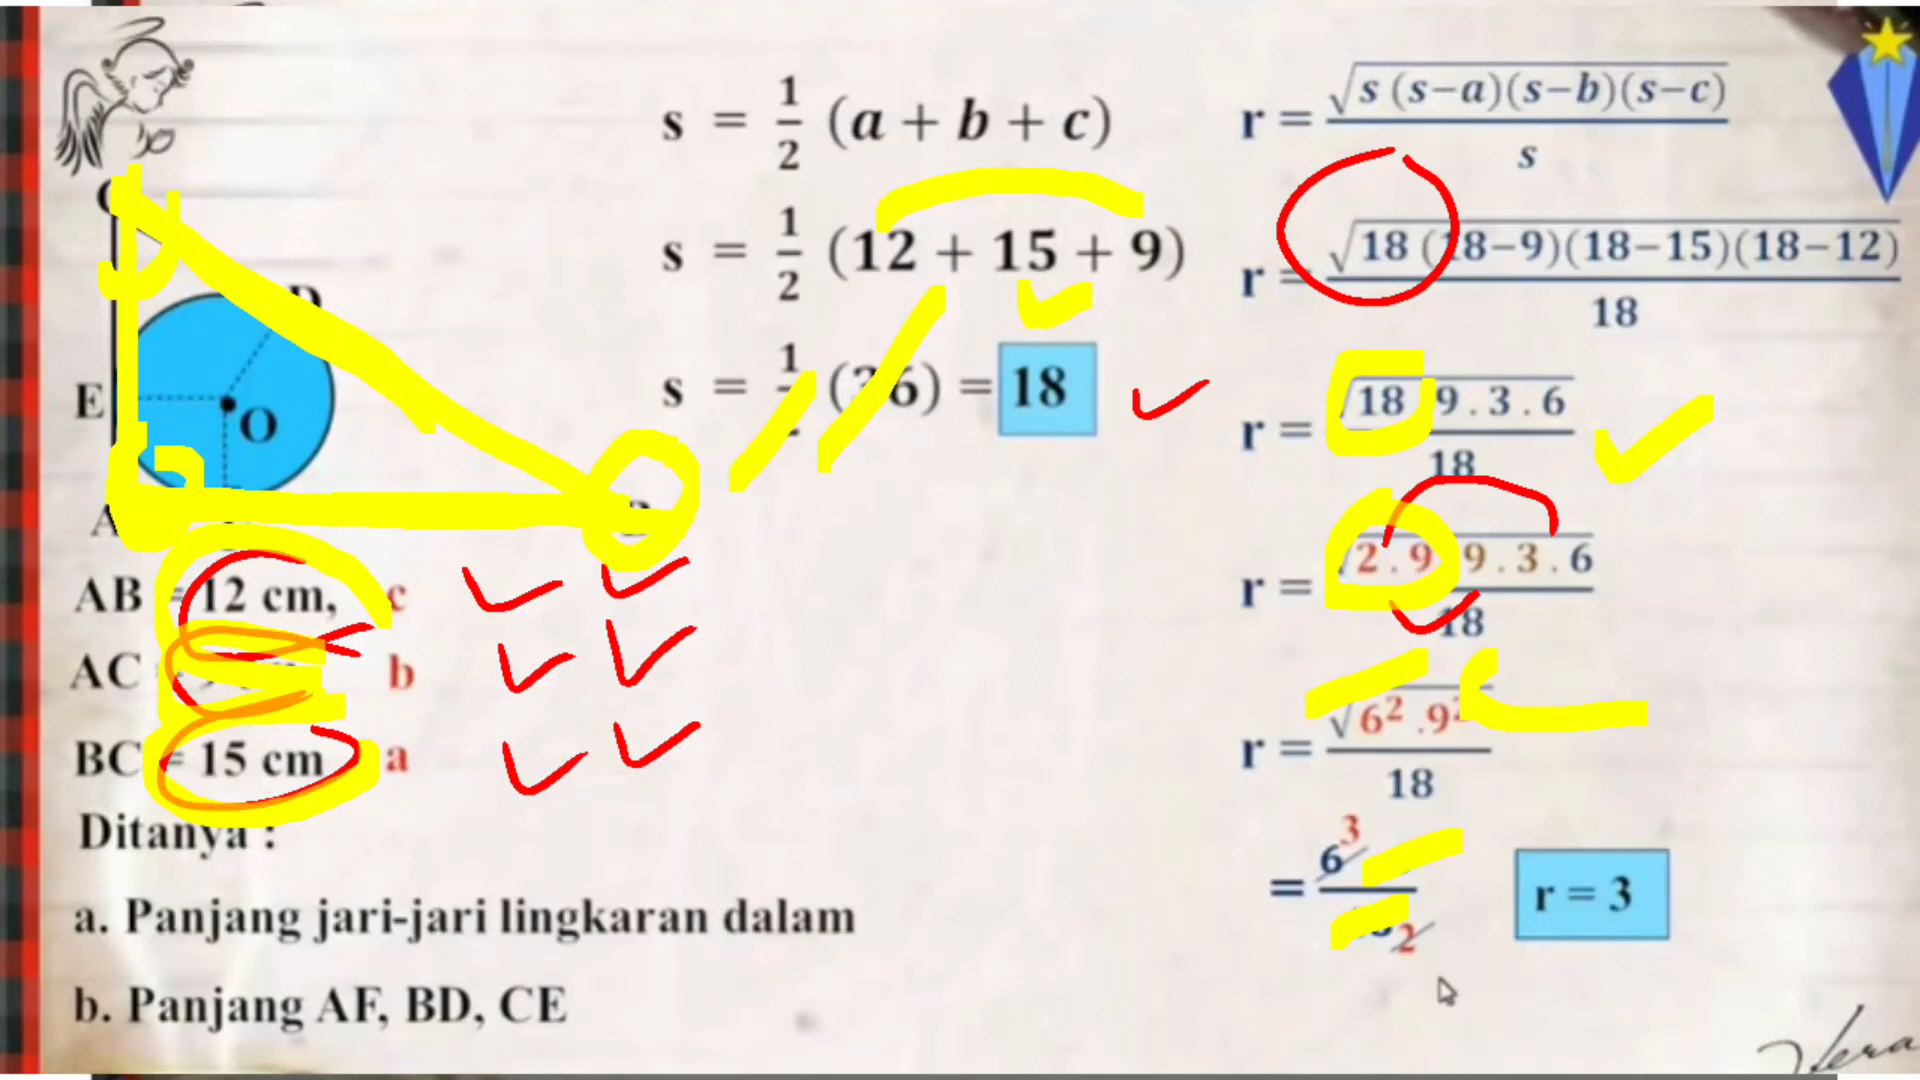 s = 1/2 (a + b + c)
s = 1/2 (12 + 15 + 9)
s = (36) = 18
E
O
AB = 12 cm, c
AC b
BC = 15 cm a
Ditanya :
a. Panjang jari-jari lingkaran dalam
b. Panjang AF, BD, CE
r = √s (s−a)(s−b)(s−c) / s
r = √18 (18−9)(18−15)(18−12) / 18
r = √18 9 . 3 . 6 / 18
r = √2 . 9 9 . 3 . 6 / 18
r = √6² . 9² / 18
= 6 3 / 2
r = 3
Vera